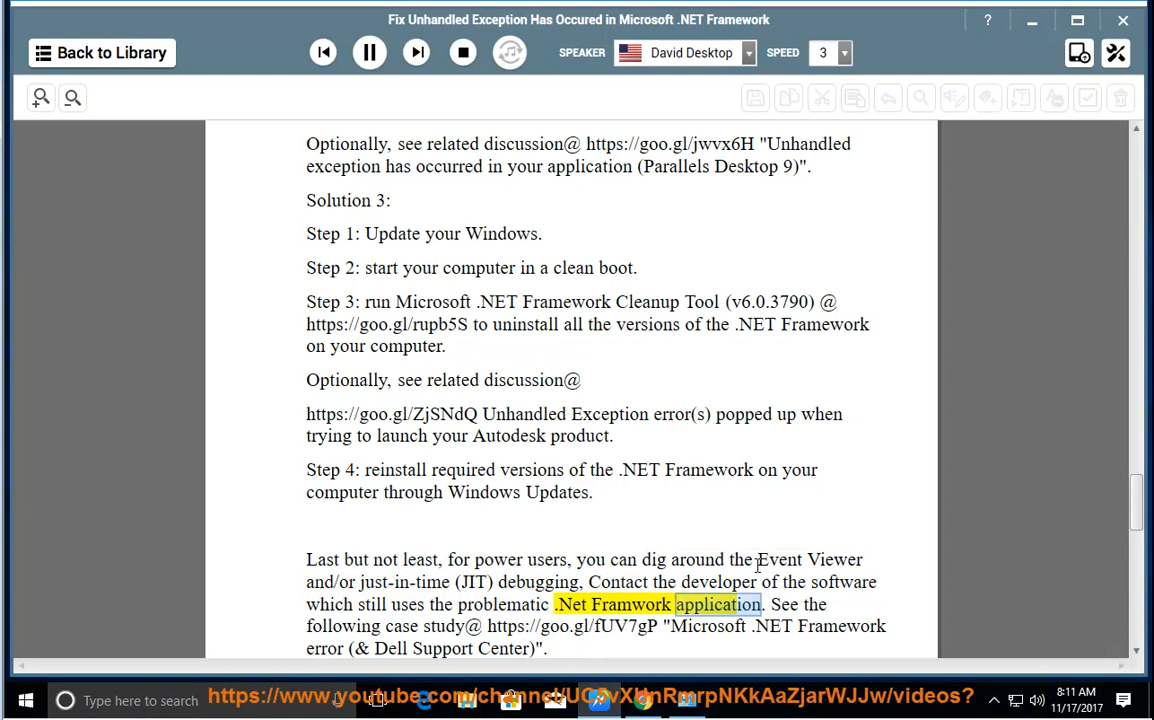 Fix Unhandled Exception Has Occured in Microsoft .NET Framework
Back to Library
SPEAKER David Desktop SPEED 3
Optionally, see related discussion@ https://goo.gl/jwvx6H "Unhandled
exception has occurred in your application (Parallels Desktop 9)".
Solution 3:
Step 1: Update your Windows.
Step 2: start your computer in a clean boot.
Step 3: run Microsoft .NET Framework Cleanup Tool (v6.0.3790) @
https://goo.gl/rupb5S to uninstall all the versions of the .NET Framework
on your computer.
Optionally, see related discussion@
https://goo.gl/ZjSNdQ Unhandled Exception error(s) popped up when
trying to launch your Autodesk product.
Step 4: reinstall required versions of the .NET Framework on your
computer through Windows Updates.
Last but not least, for power users, you can dig around the Event Viewer
and/or just-in-time (JIT) debugging, Contact the developer of the software
which still uses the problematic .Net Framwork application. See the
following case study@ https://goo.gl/fUV7gP "Microsoft .NET Framework
error (& Dell Support Center)".
Type here to search
8:11 AM
11/17/2017